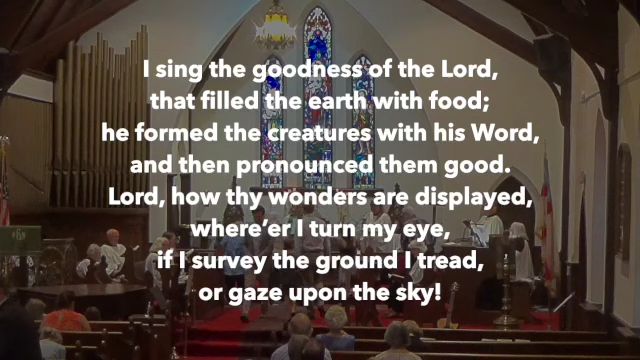 I sing the goodness of the Lord,
that filled the earth with food;
he formed the creatures with his Word,
and then pronounced them good.
Lord, how thy wonders are displayed,
where'er I turn my eye,
if I survey the ground I tread,
or gaze upon the sky!